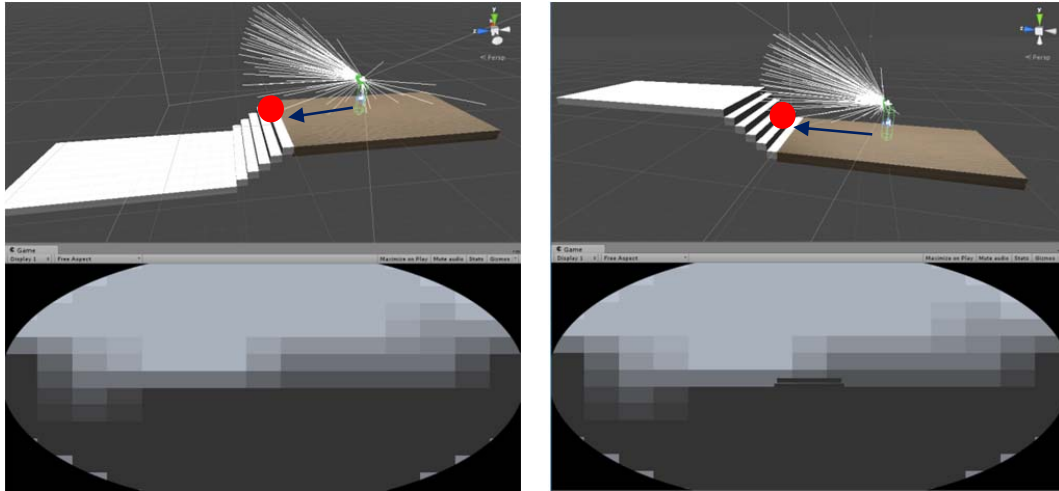 y
z
< Persp
y
z
< Persp
Game
Display 1 Free Aspect Maximize on Play Mute audio Stats Gizmos
Game
Display 1 Free Aspect Maximize on Play Mute audio Stats Gizmos